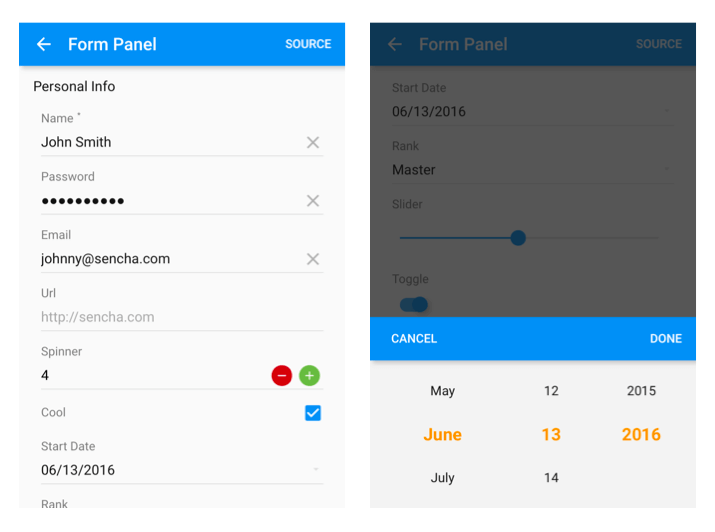 Form Panel SOURCE
Personal Info
Name *
John Smith
Password
••••••••••
Email
johnny@sencha.com
Url
http://sencha.com
Spinner
4
Cool
Start Date
06/13/2016
Rank
Form Panel SOURCE
Start Date
06/13/2016
Rank
Master
Slider
Toggle
CANCEL DONE
May 12 2015
June 13 2016
July 14